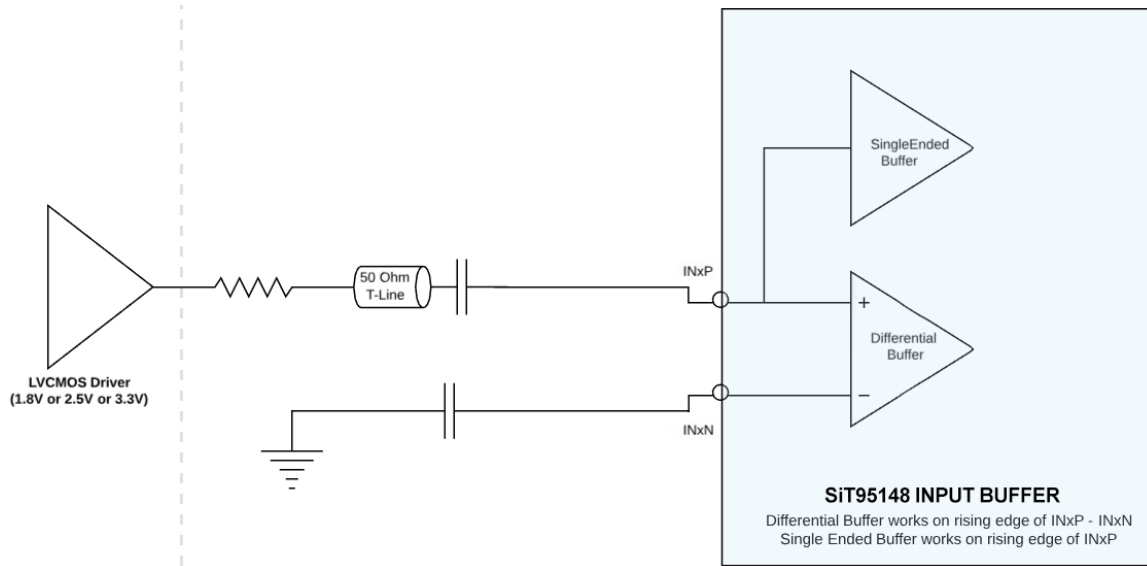 SingleEnded
Buffer
INxP
50 Ohm
T-Line
+
Differential
Buffer
−
LVCMOS Driver
(1.8V or 2.5V or 3.3V)
INxN
SiT95148 INPUT BUFFER
Differential Buffer works on rising edge of INxP - INxN
Single Ended Buffer works on rising edge of INxP